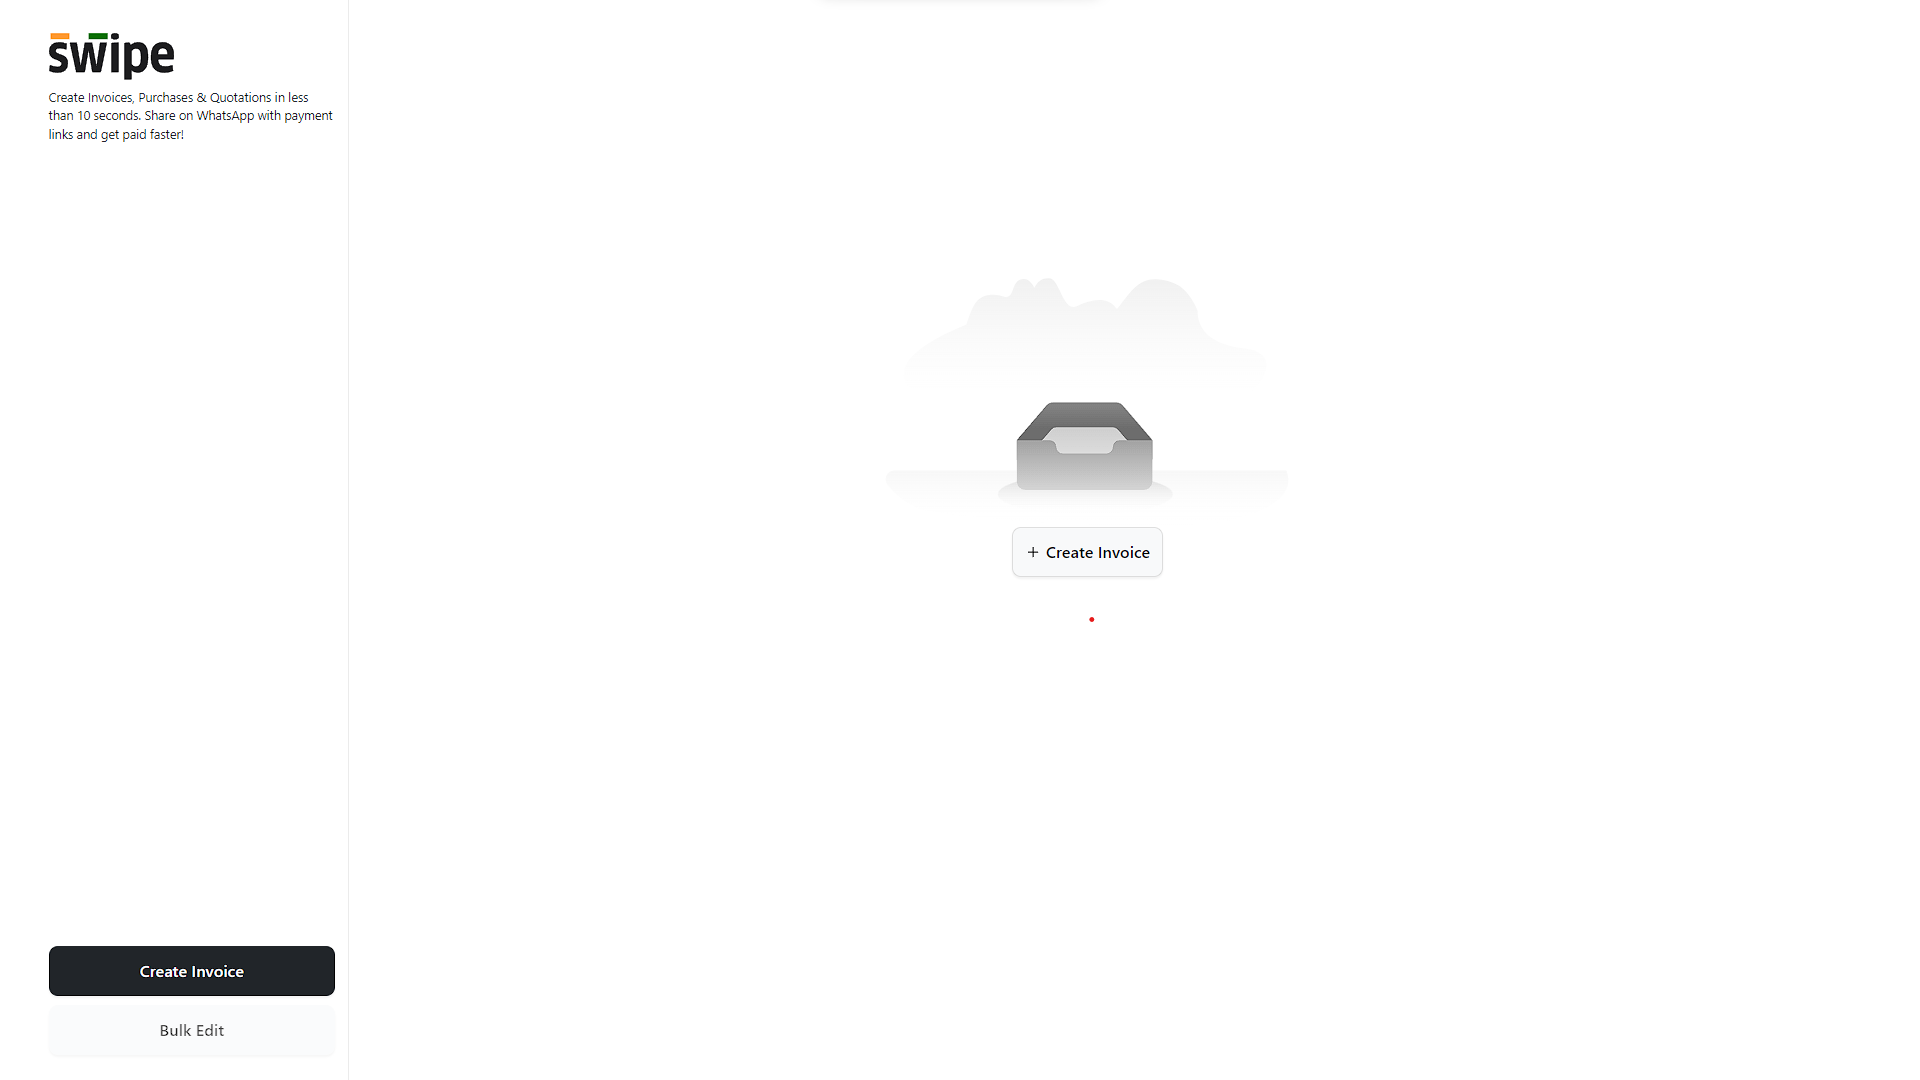 swipe
Create Invoices, Purchases & Quotations in less
than 10 seconds. Share on WhatsApp with payment
links and get paid faster!
+ Create Invoice
Create Invoice
Bulk Edit